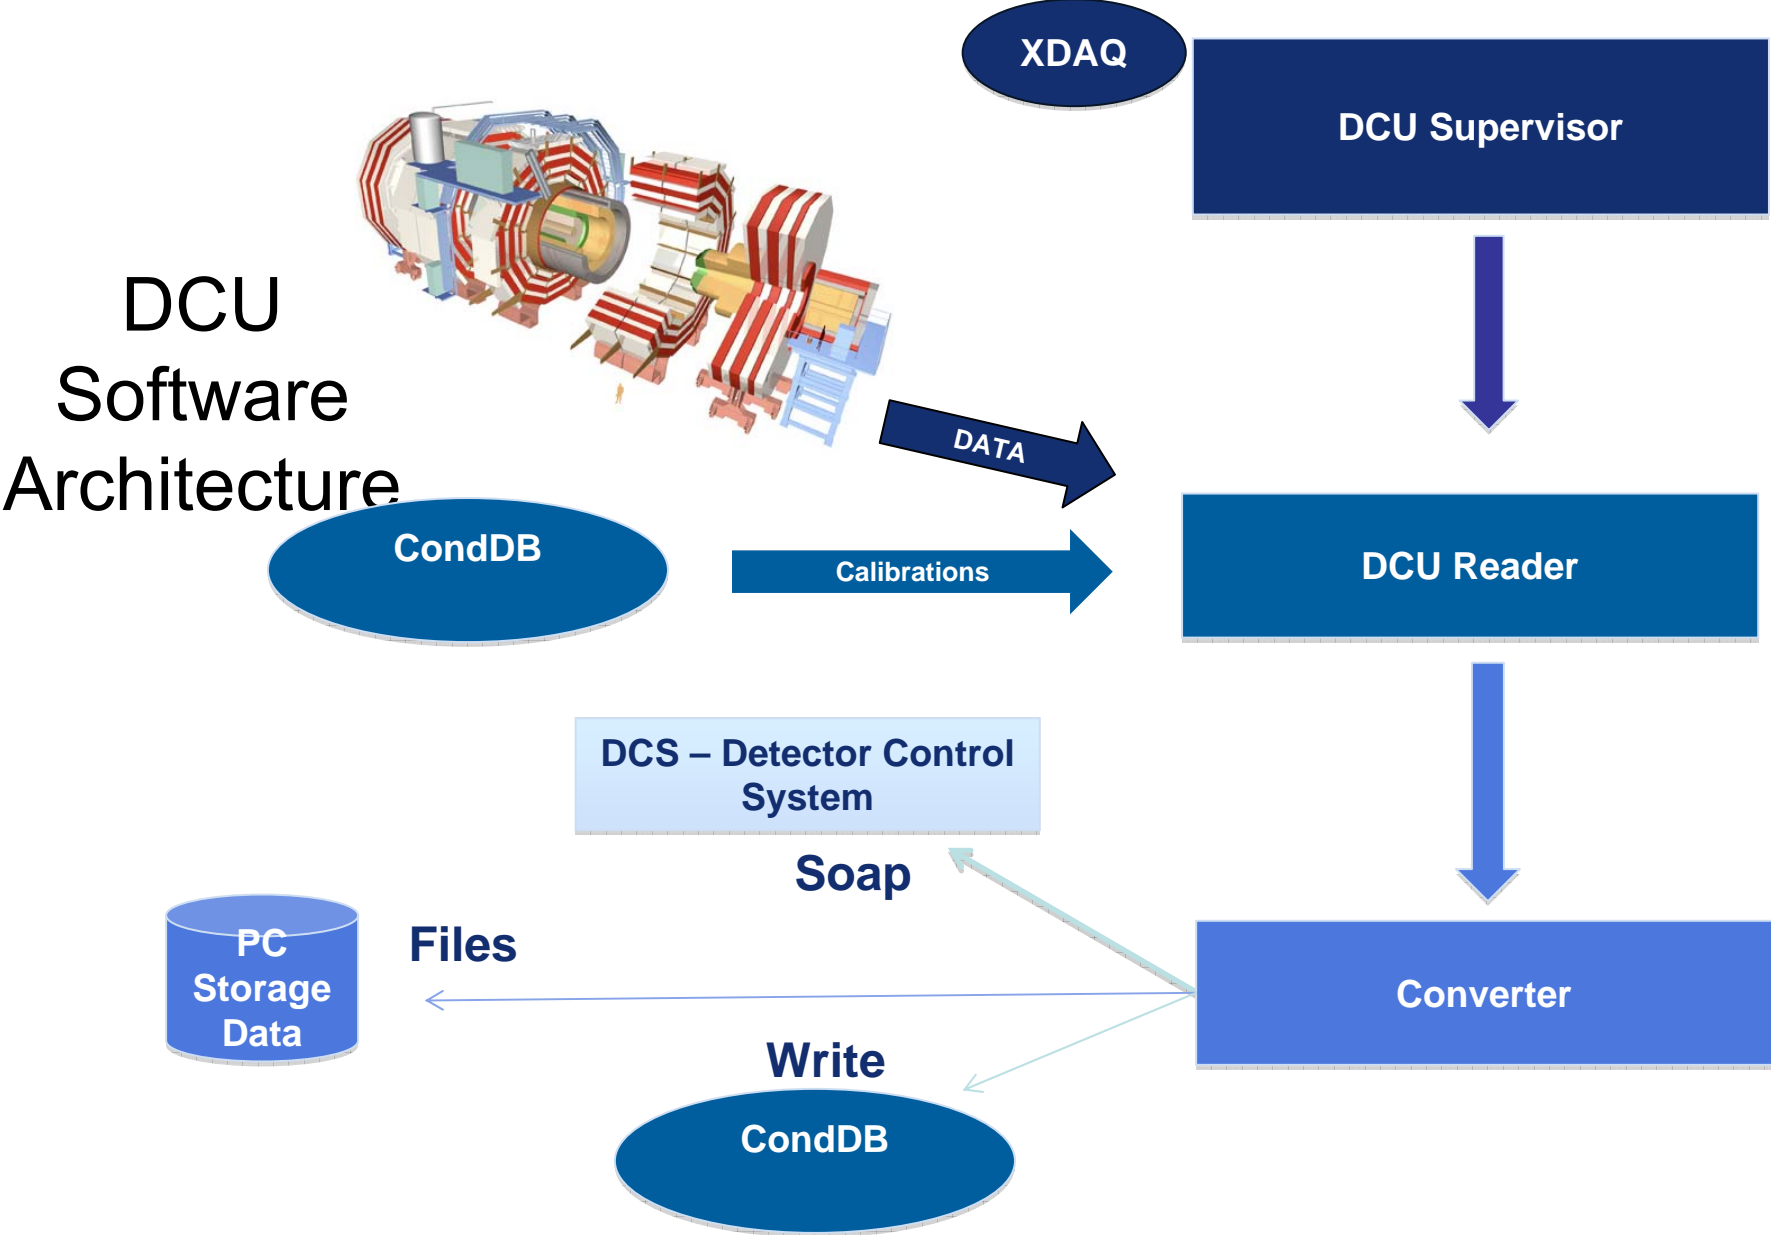 XDAQ
DCU Supervisor
DCU
Software
Architecture
DATA
CondDB
Calibrations
DCU Reader
DCS – Detector Control
System
Soap
Files
PC
Storage
Data
Converter
Write
CondDB